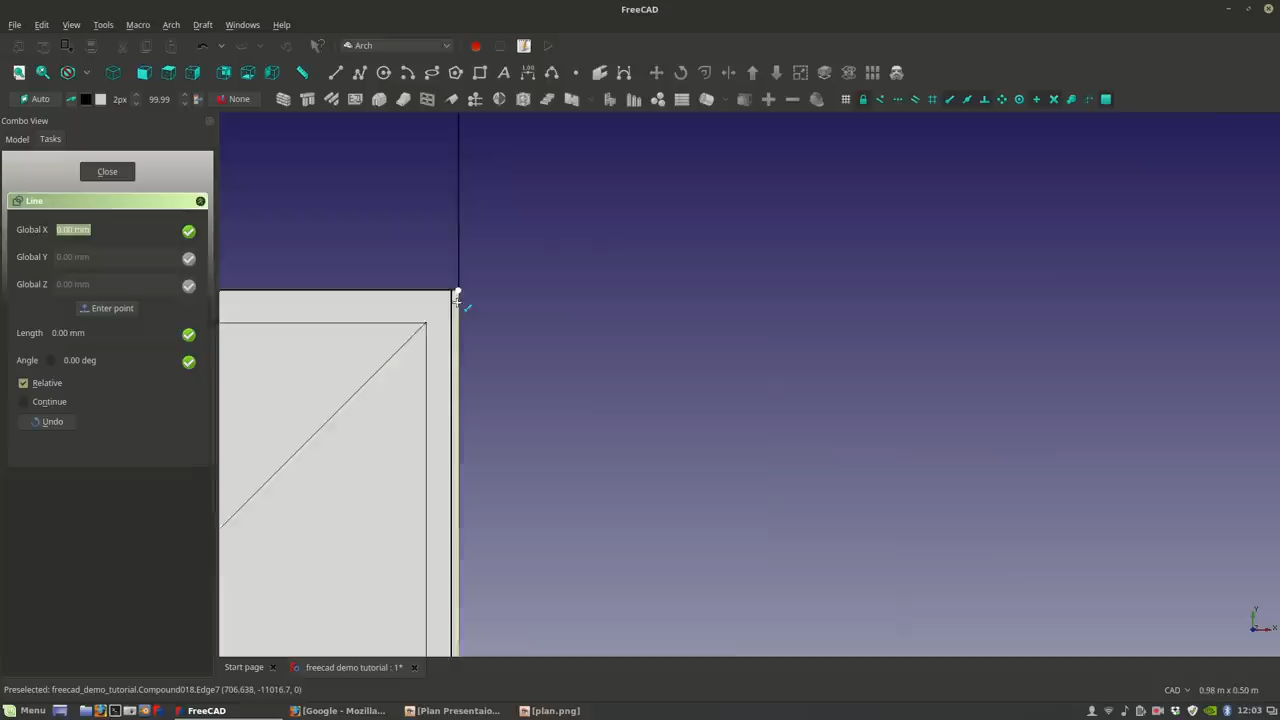 FreeCAD
File Edit View Tools Macro Arch Draft Windows Help
Arch
Auto 2px 99.99 None
Combo View
Model Tasks
Close
Line
Global X 0.00 mm
Global Y 0.00 mm
Global Z 0.00 mm
Enter point
Length 0.00 mm
Angle 0.00 deg
Relative
Continue
Undo
Y
X
Start page freecad demo tutorial : 1*
Preselected: freecad_demo_tutorial.Compound018.Edge7 (706.638, -11016.7, 0) CAD 0.98 m x 0.50 m
Menu FreeCAD [Google - Mozilla... [Plan Presentaio... [plan.png] 12:03